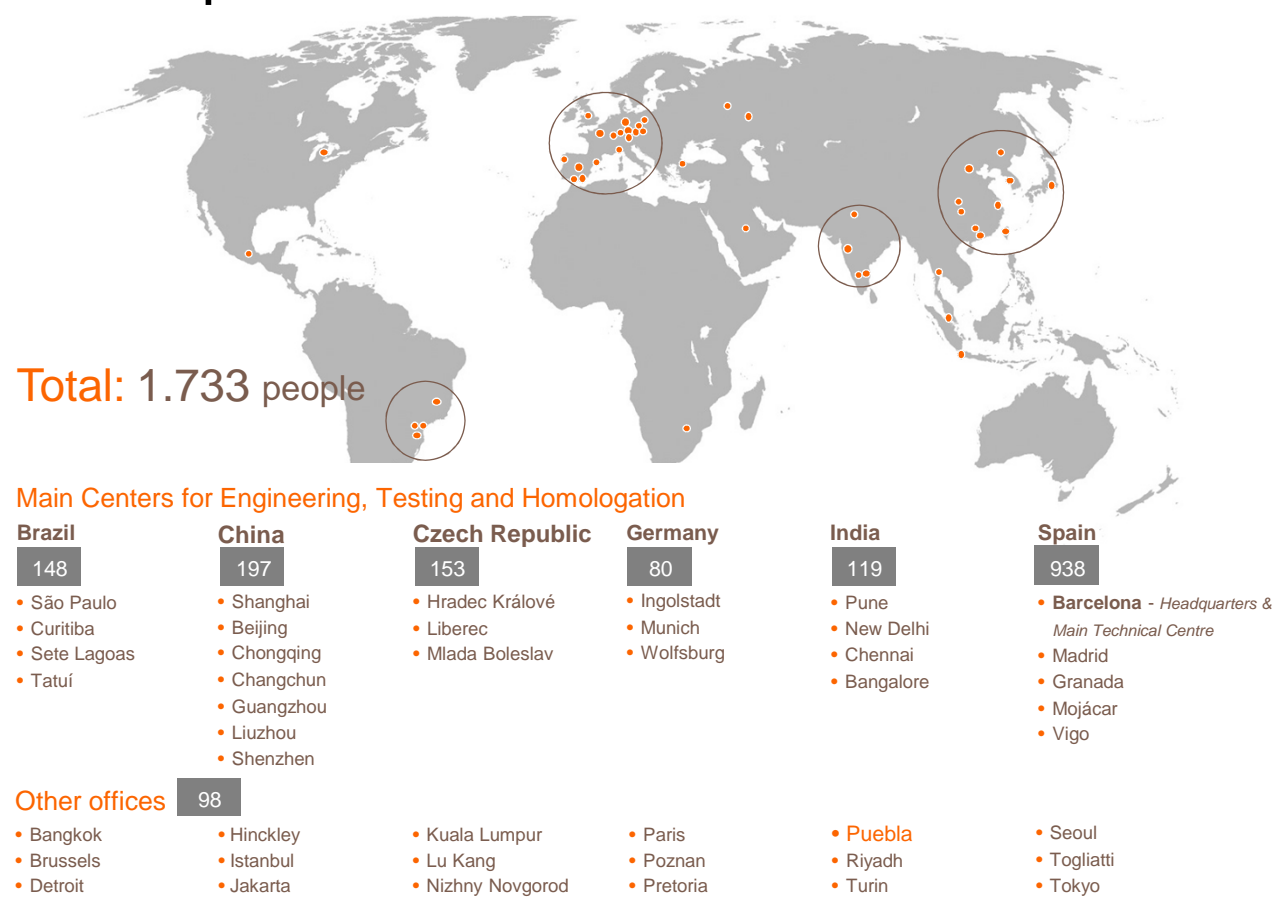 Total: 1.733 people
Main Centers for Engineering, Testing and Homologation
Brazil
148
• São Paulo
• Curitiba
• Sete Lagoas
• Tatuí
China
197
• Shanghai
• Beijing
• Chongqing
• Changchun
• Guangzhou
• Liuzhou
• Shenzhen
Czech Republic
153
• Hradec Králové
• Liberec
• Mlada Boleslav
Germany
80
• Ingolstadt
• Munich
• Wolfsburg
India
119
• Pune
• New Delhi
• Chennai
• Bangalore
Spain
938
• Barcelona - Headquarters &
Main Technical Centre
• Madrid
• Granada
• Mojácar
• Vigo
Other offices 98
• Bangkok
• Brussels
• Detroit
• Hinckley
• Istanbul
• Jakarta
• Kuala Lumpur
• Lu Kang
• Nizhny Novgorod
• Paris
• Poznan
• Pretoria
• Puebla
• Riyadh
• Turin
• Seoul
• Togliatti
• Tokyo